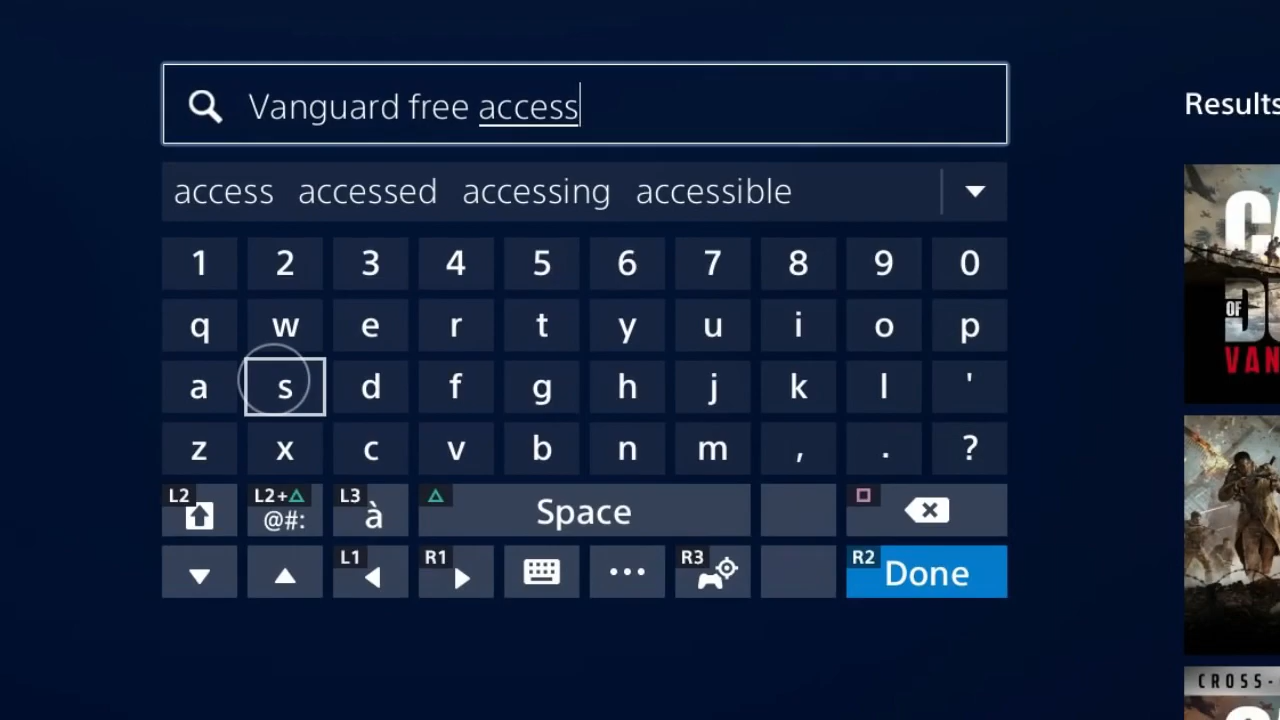 Vanguard free access
Results
access accessed accessing accessible
1 2 3 4 5 6 7 8 9 0
q w e r t y u i o p
a s d f g h j k l '
z x c v b n m , . ?
L2 L2+△ @#: L3 à △ Space □
L1 R1 ... R3 R2 Done
OF
VAN
CROSS-